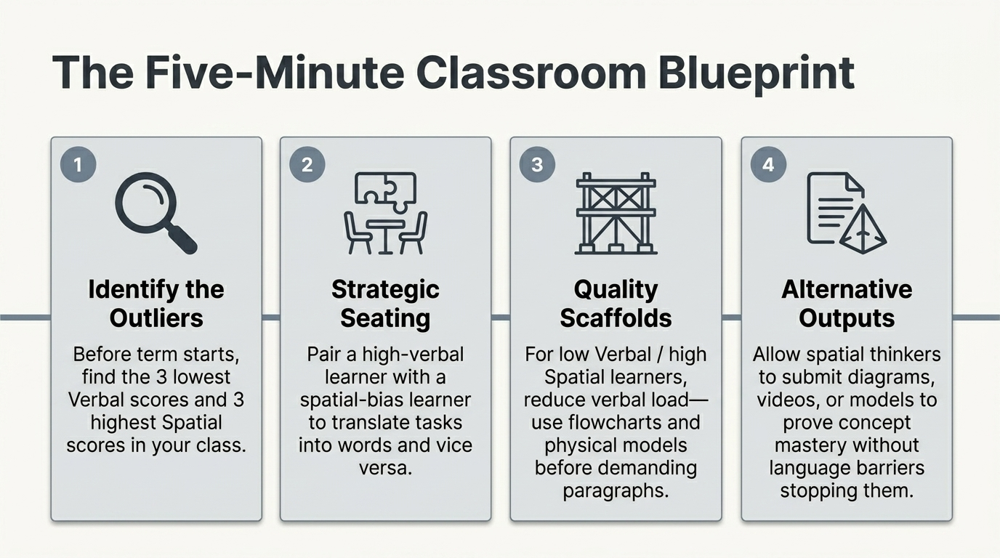 The Five-Minute Classroom Blueprint
1
Identify the
Outliers
Before term starts,
find the 3 lowest
Verbal scores and 3
highest Spatial
scores in your class.
2
Strategic
Seating
Pair a high-verbal
learner with a
spatial-bias learner
to translate tasks
into words and vice
versa.
3
Quality
Scaffolds
For low Verbal / high
Spatial learners,
reduce verbal load—
use flowcharts and
physical models
before demanding
paragraphs.
4
Alternative
Outputs
Allow spatial thinkers
to submit diagrams,
videos, or models to
prove concept
mastery without
language barriers
stopping them.